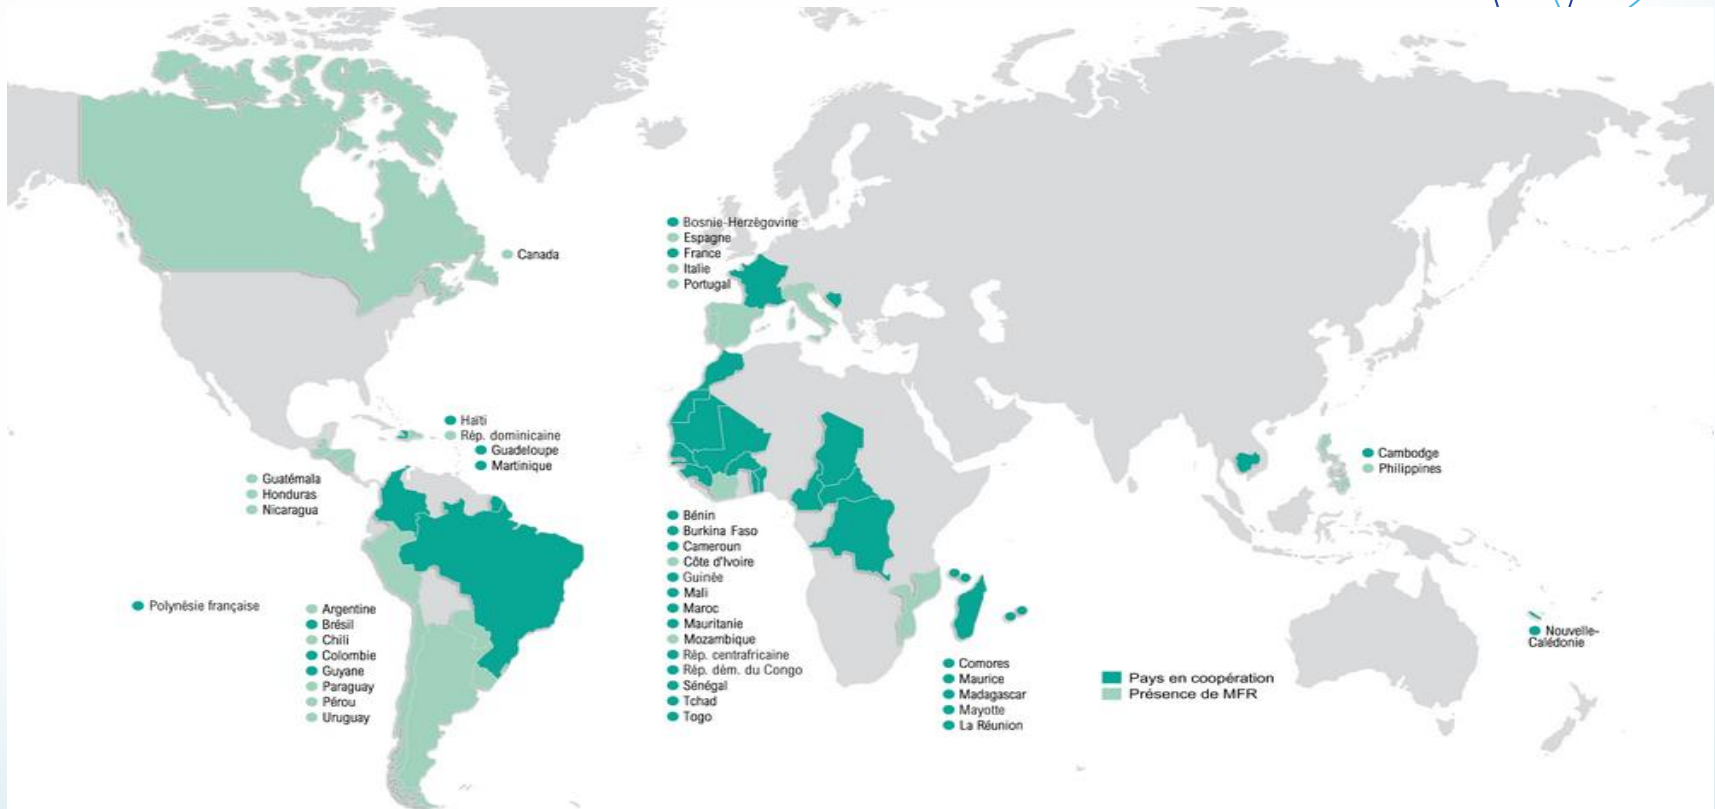 Canada
Bosnie-Herzégovine
Espagne
France
Italie
Portugal
Haïti
Rép. dominicaine
Guadeloupe
Martinique
Guatémala
Honduras
Nicaragua
Cambodge
Philippines
Bénin
Burkina Faso
Cameroun
Côte d'Ivoire
Guinée
Mali
Maroc
Mauritanie
Mozambique
Rép. centrafricaine
Rép. dém. du Congo
Sénégal
Tchad
Togo
Polynésie française
Argentine
Brésil
Chili
Colombie
Guyane
Paraguay
Pérou
Uruguay
Comores
Maurice
Madagascar
Mayotte
La Réunion
Pays en coopération
Présence de MFR
Nouvelle-
Calédonie